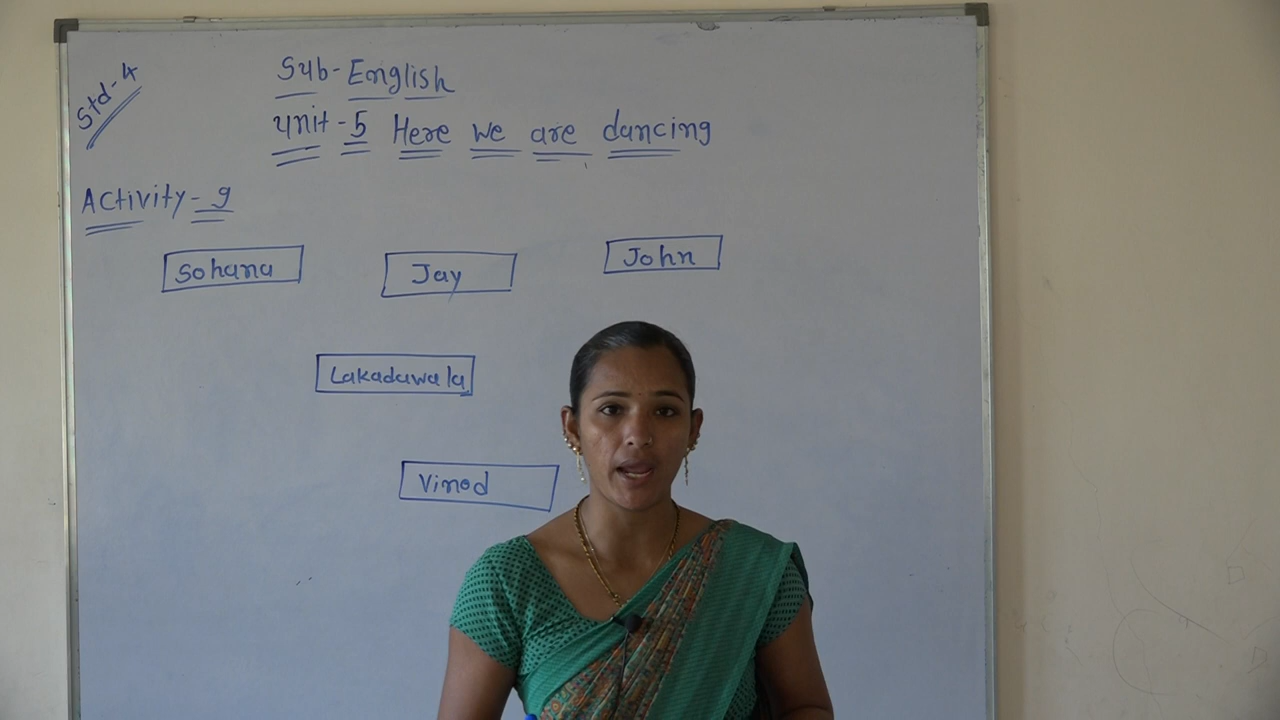 Std-4
Sub-English
Unit-5 Here we are dancing
Activity-9
Sohana
Jay
John
Lakadawala
Vinod